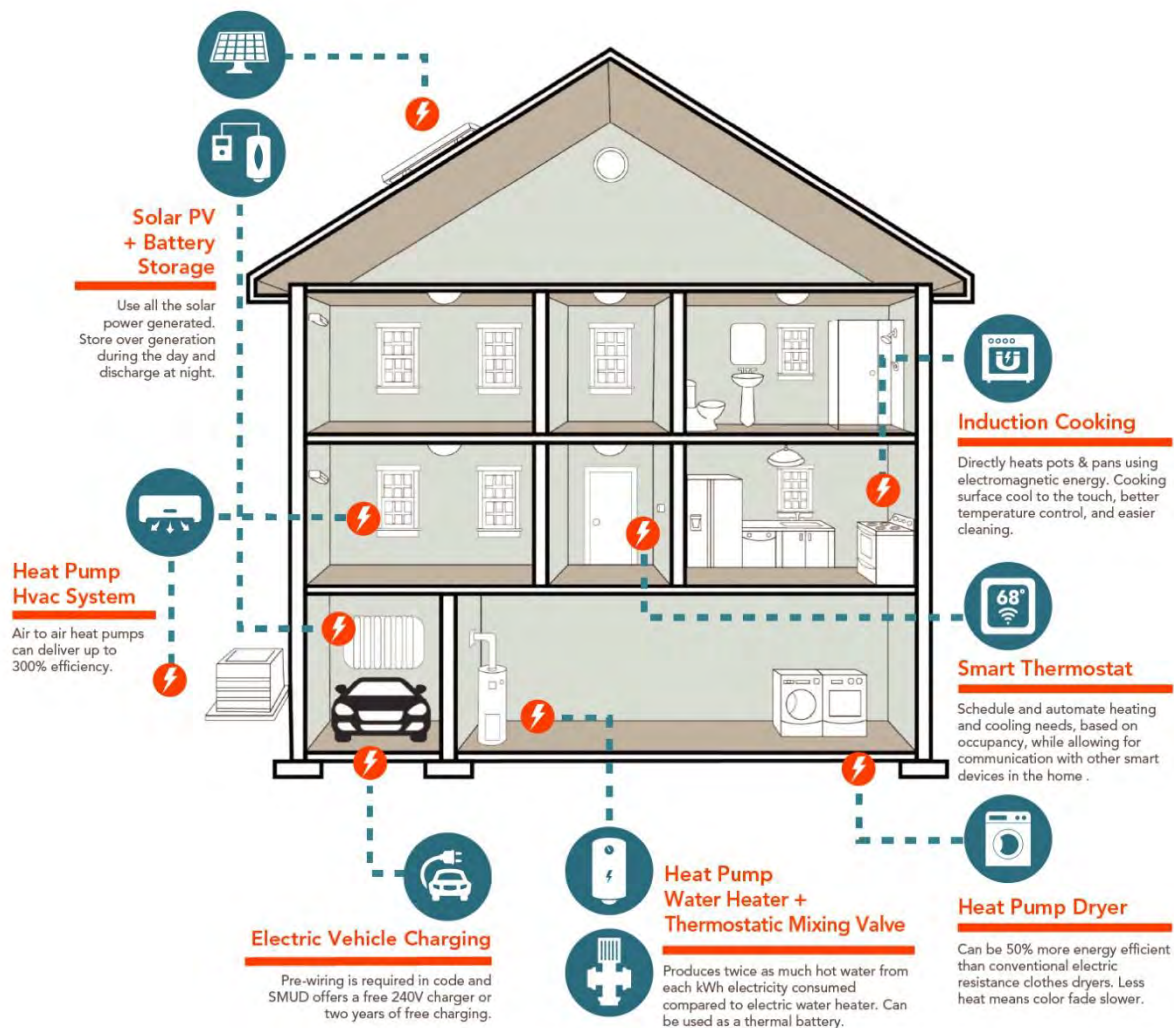 Solar PV
+ Battery
Storage
Use all the solar
power generated.
Store over generation
during the day and
discharge at night.
Heat Pump
Hvac System
Air to air heat pumps
can deliver up to
300% efficiency.
Induction Cooking
Directly heats pots & pans using
electromagnetic energy. Cooking
surface cool to the touch, better
temperature control, and easier
cleaning.
68°
Smart Thermostat
Schedule and automate heating
and cooling needs, based on
occupancy, while allowing for
communication with other smart
devices in the home .
Electric Vehicle Charging
Pre-wiring is required in code and
SMUD offers a free 240V charger or
two years of free charging.
Heat Pump
Water Heater +
Thermostatic Mixing Valve
Produces twice as much hot water from
each kWh electricity consumed
compared to electric water heater. Can
be used as a thermal battery.
Heat Pump Dryer
Can be 50% more energy efficient
than conventional electric
resistance clothes dryers. Less
heat means color fade slower.